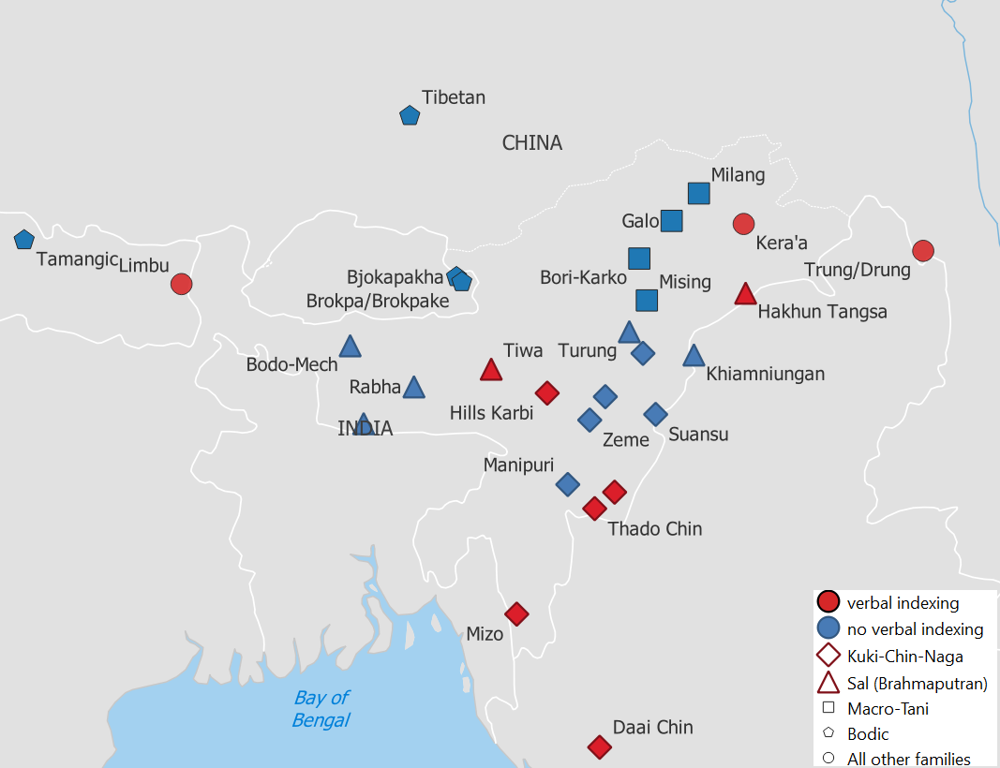 Tibetan
CHINA
Milang
Galo
Kera'a
Tamangic
Limbu
Trung/Drung
Bjokapakha
Bori-Karko
Mising
Brokpa/Brokpake
Hakhun Tangsa
Tiwa
Turung
Bodo-Mech
Khiamniungan
Rabha
Hills Karbi
INDIA
Zeme
Suansu
Manipuri
Thado Chin
Mizo
Bay of
Bengal
Daai Chin
verbal indexing
no verbal indexing
Kuki-Chin-Naga
Sal (Brahmaputran)
Macro-Tani
Bodic
All other families